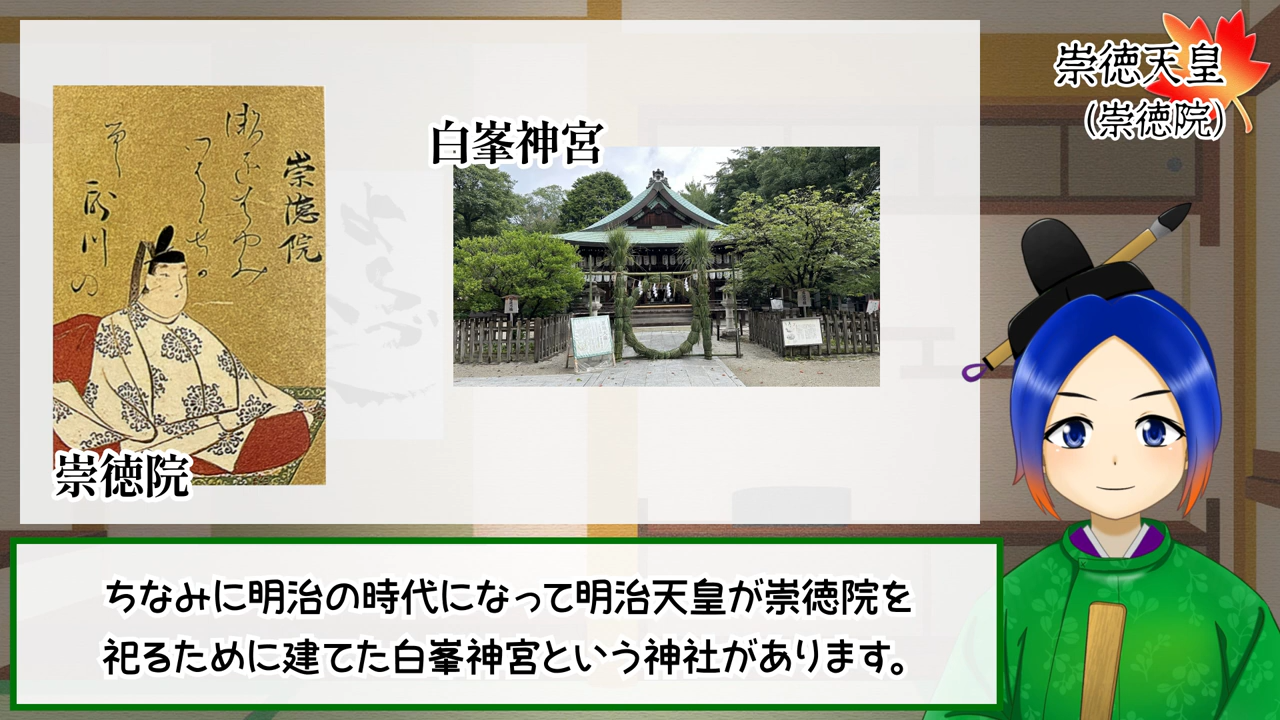 崇徳天皇
(崇徳院)
崇徳院
白峯神宮
崇徳院
ちなみに明治の時代になって明治天皇が崇徳院を
祀るために建てた白峯神宮という神社があります。